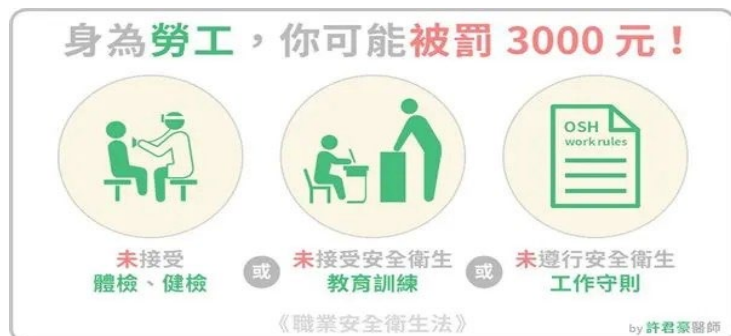 身為勞工，你可能被罰 3000 元！
OSH
work rules
未接受
體檢、健檢
或
未接受安全衛生
教育訓練
或
未遵行安全衛生
工作守則
《職業安全衛生法》
by 許君豪醫師